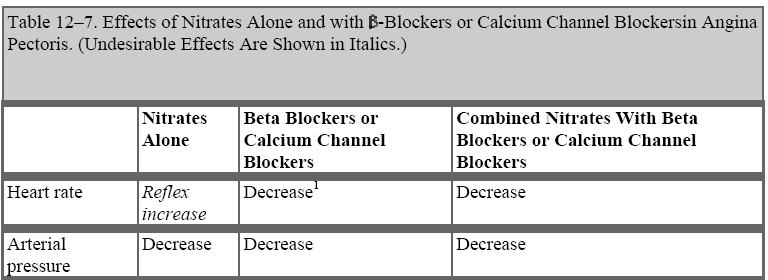 Table 12–7. Effects of Nitrates Alone and with β-Blockers or Calcium Channel Blockersin Angina
Pectoris. (Undesirable Effects Are Shown in Italics.)
Nitrates
Alone
Beta Blockers or
Calcium Channel
Blockers
Combined Nitrates With Beta
Blockers or Calcium Channel
Blockers
Heart rate
Reflex
increase
Decrease¹
Decrease
Arterial
pressure
Decrease
Decrease
Decrease